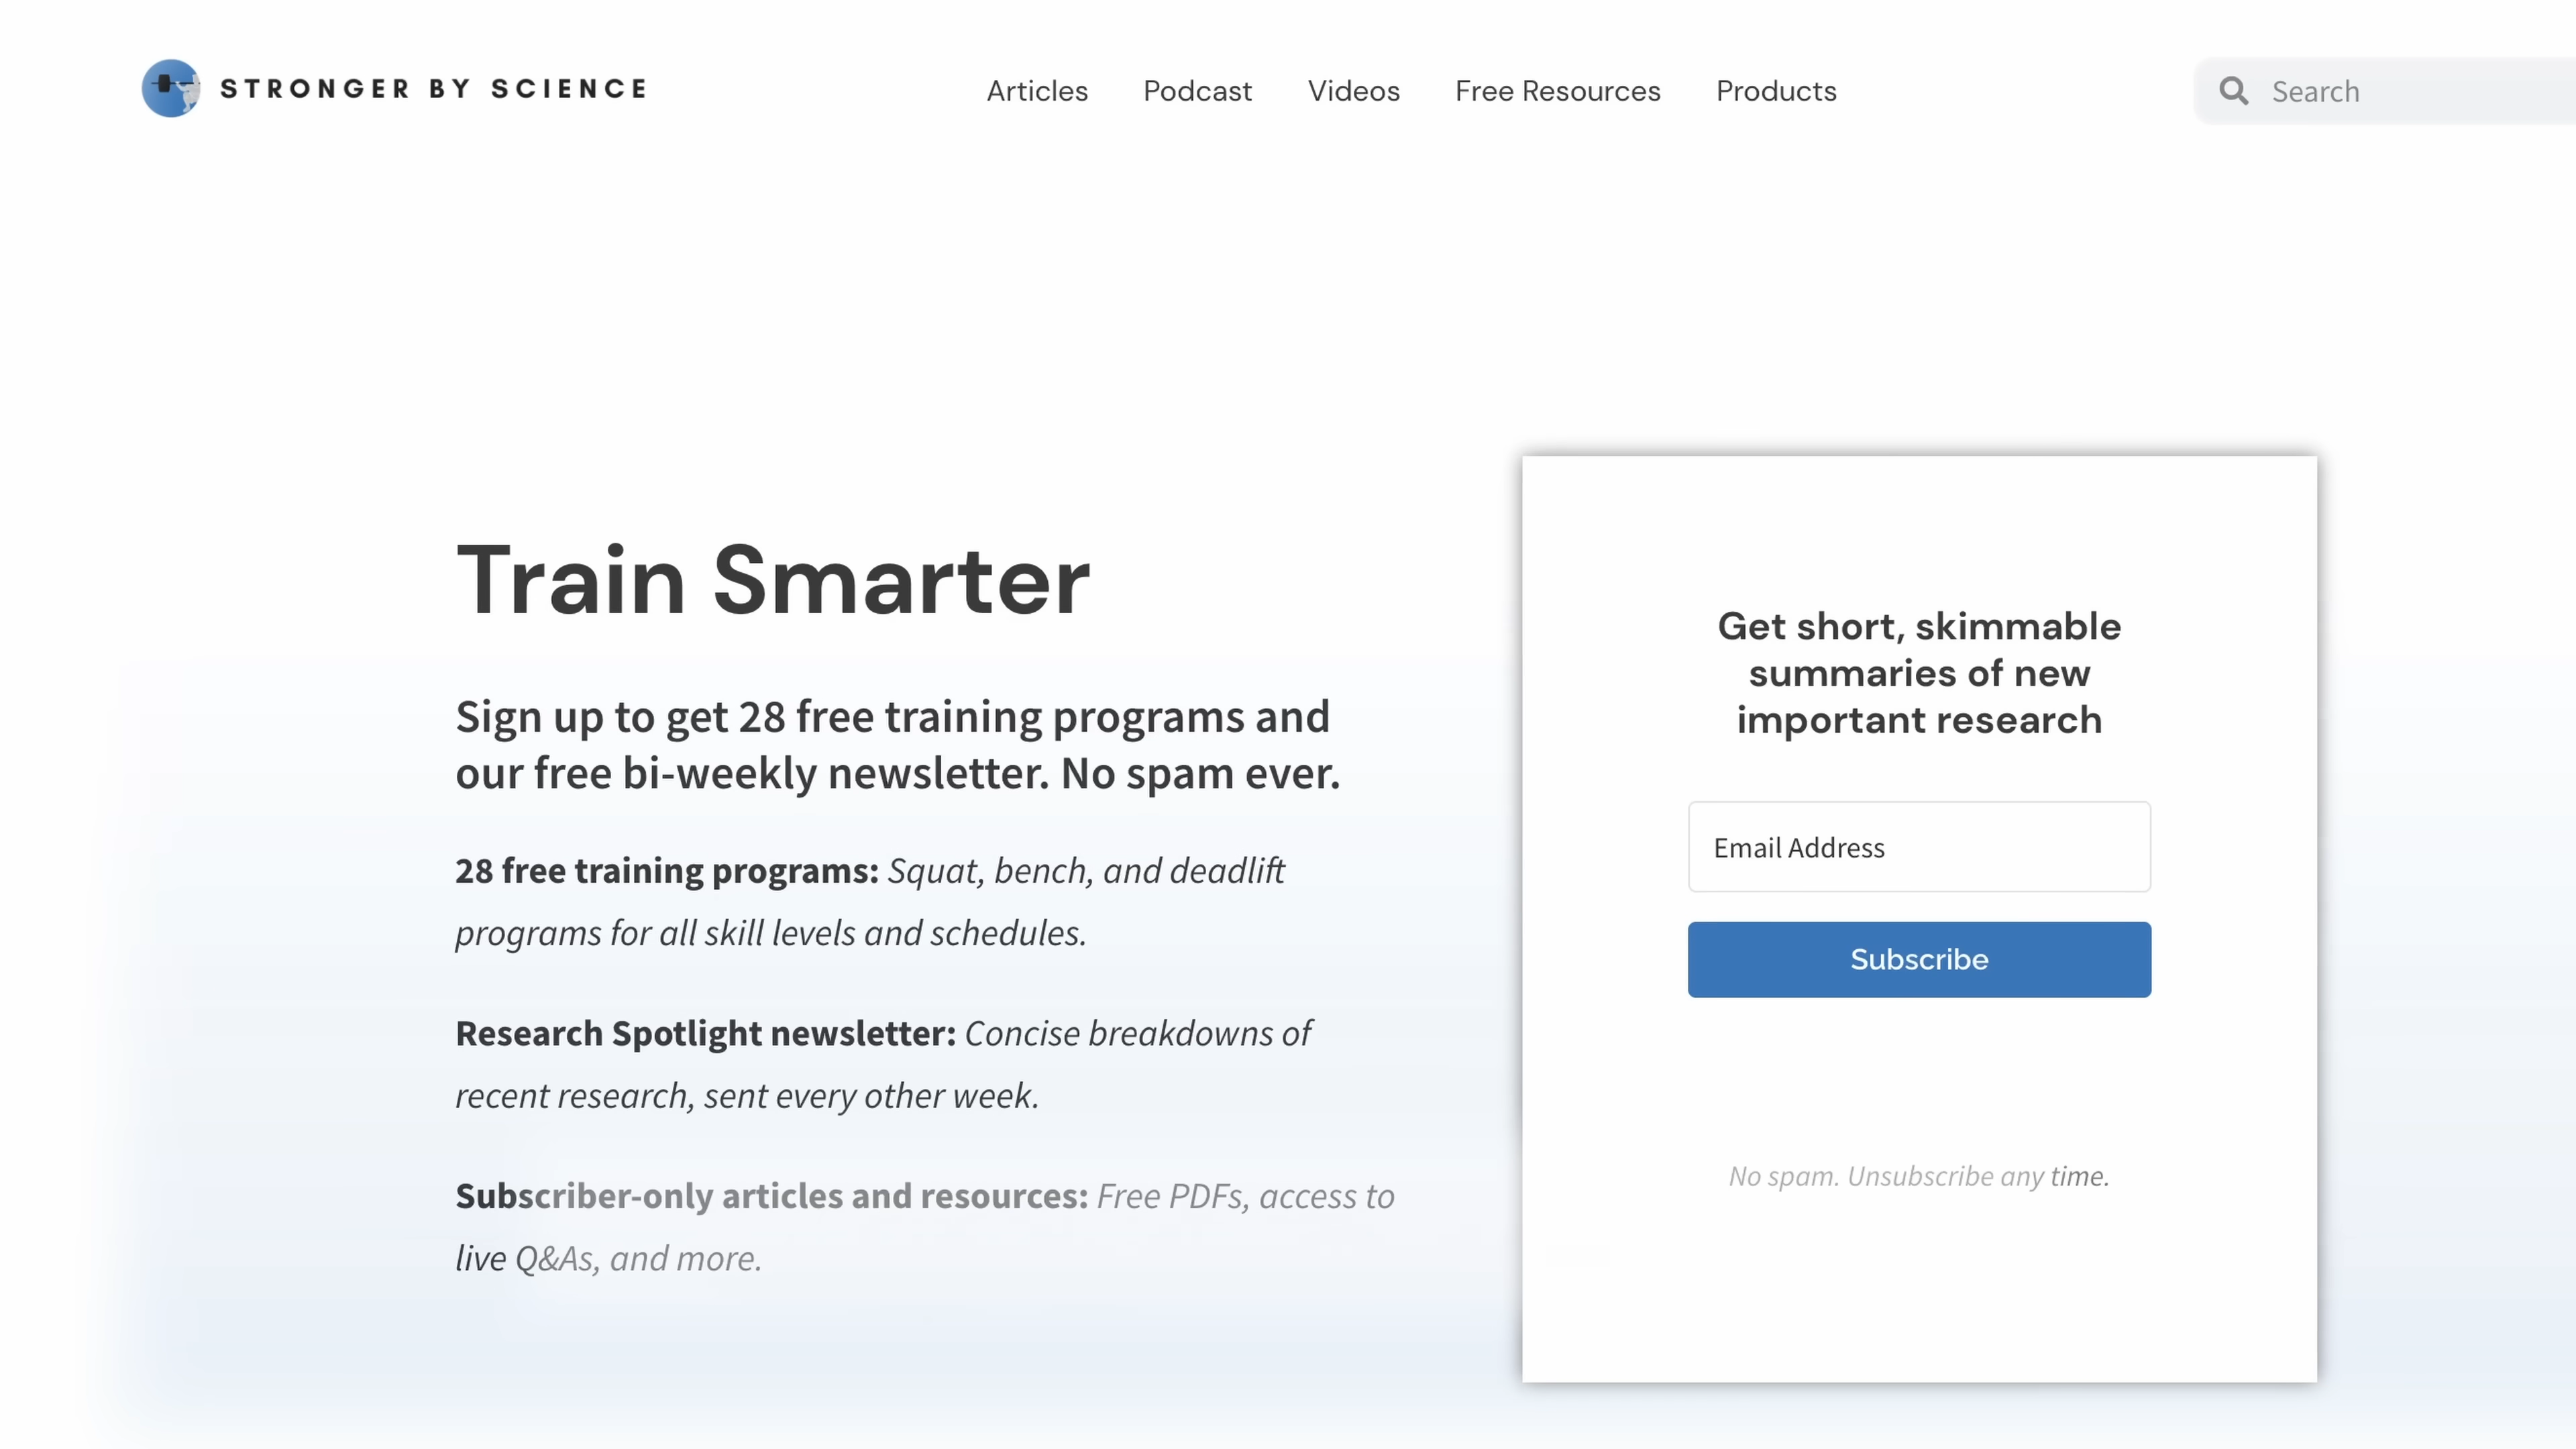 STRONGER BY SCIENCE
Articles Podcast Videos Free Resources Products
Search
Train Smarter
Sign up to get 28 free training programs and
our free bi-weekly newsletter. No spam ever.
28 free training programs: Squat, bench, and deadlift
programs for all skill levels and schedules.
Research Spotlight newsletter: Concise breakdowns of
recent research, sent every other week.
Subscriber-only articles and resources: Free PDFs, access to
live Q&As, and more.
Get short, skimmable
summaries of new
important research
Email Address
Subscribe
No spam. Unsubscribe any time.